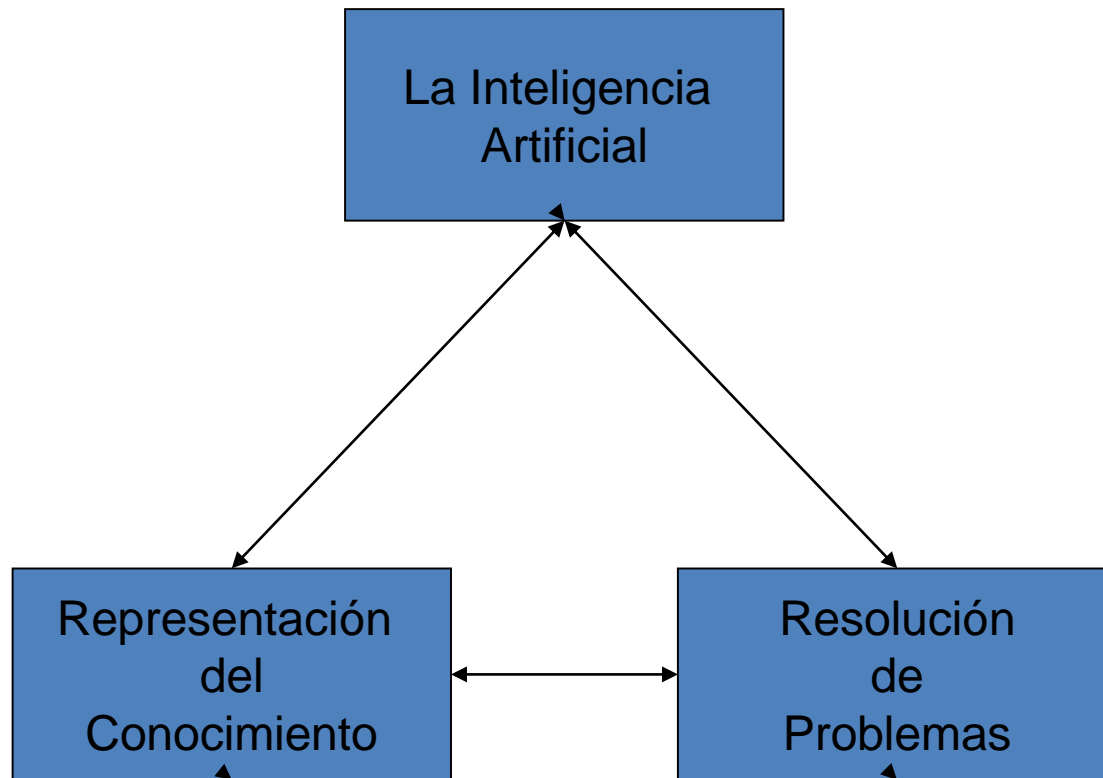 La Inteligencia
Artificial
Representación
del
Conocimiento
Resolución
de
Problemas